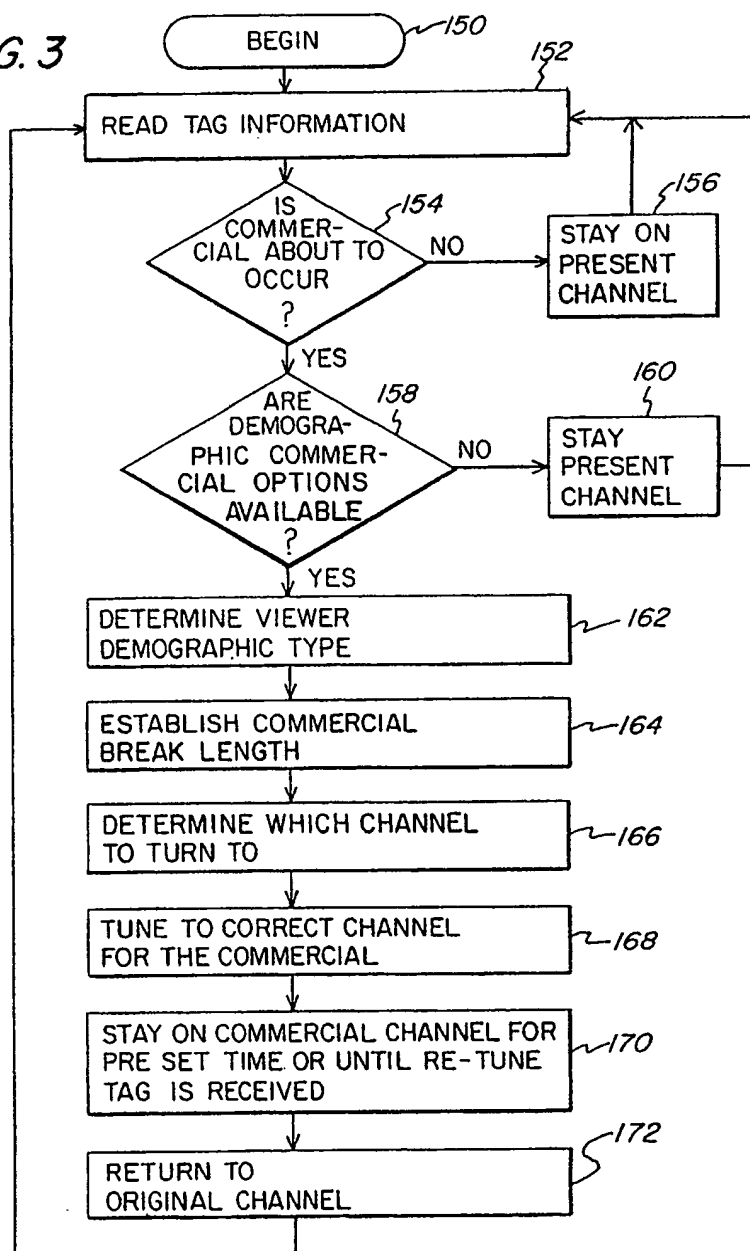 G. 3
BEGIN
150
152
READ TAG INFORMATION
IS
COMMER-
CIAL ABOUT TO
OCCUR
?
154
NO
156
STAY ON
PRESENT
CHANNEL
YES
ARE
DEMOGRA-
PHIC COMMER-
CIAL OPTIONS
AVAILABLE
?
158
NO
160
STAY
PRESENT
CHANNEL
YES
DETERMINE VIEWER
DEMOGRAPHIC TYPE
162
ESTABLISH COMMERCIAL
BREAK LENGTH
164
DETERMINE WHICH CHANNEL
TO TURN TO
166
TUNE TO CORRECT CHANNEL
FOR THE COMMERCIAL
168
STAY ON COMMERCIAL CHANNEL FOR
PRE SET TIME OR UNTIL RE-TUNE
TAG IS RECEIVED
170
RETURN TO
ORIGINAL CHANNEL
172